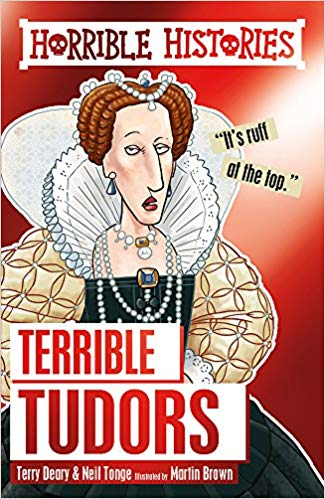 HORRIBLE HISTORIES
"It's ruff
at the top."
TERRIBLE
TUDORS
Terry Deary & Neil Tonge Illustrated by Martin Brown